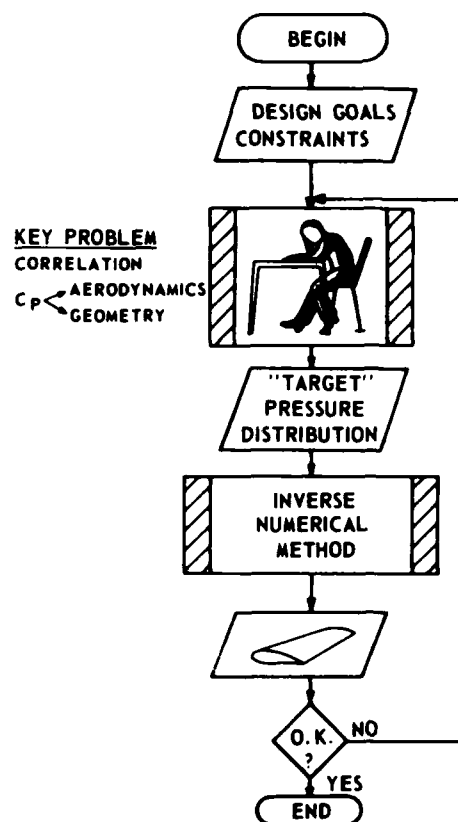 BEGIN
DESIGN GOALS
CONSTRAINTS
KEY PROBLEM
CORRELATION
CP
AERODYNAMICS
GEOMETRY
"TARGET"
PRESSURE
DISTRIBUTION
INVERSE
NUMERICAL
METHOD
O.K.
?
NO
YES
END